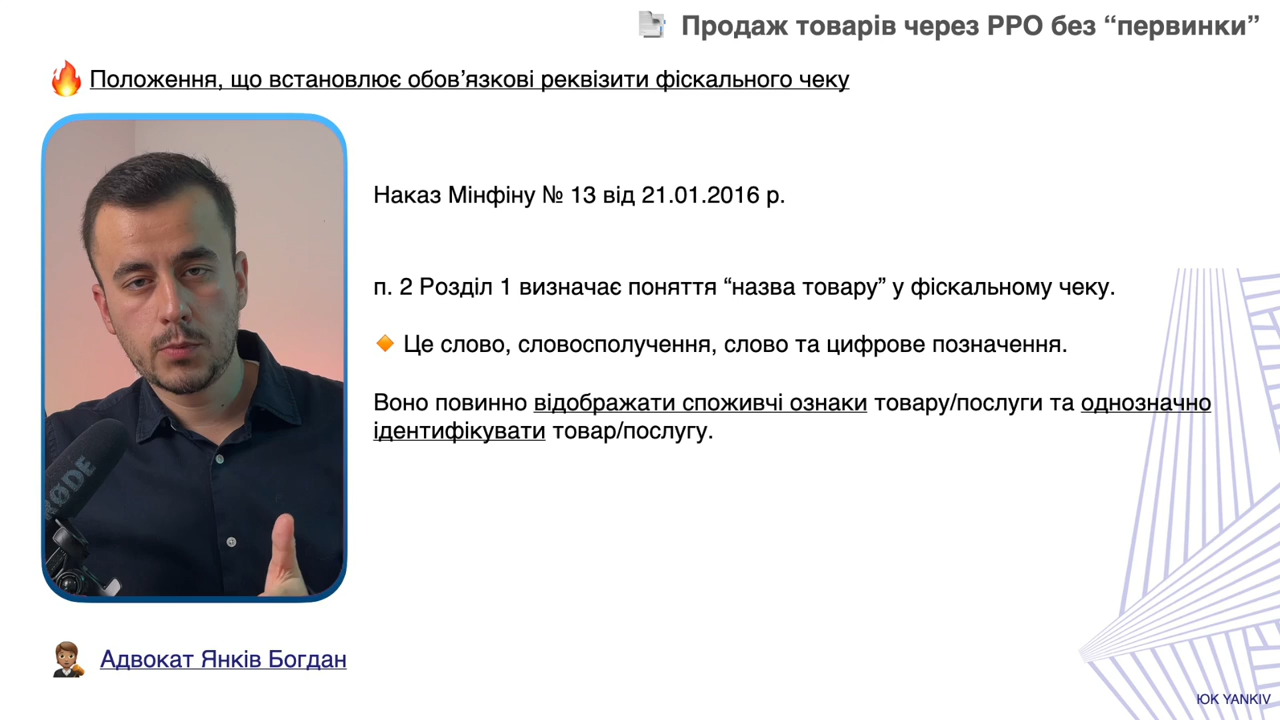 Продаж товарів через РРО без “первинки”
Положення, що встановлює обов’язкові реквізити фіскального чеку
Наказ Мінфіну № 13 від 21.01.2016 р.
п. 2 Розділ 1 визначає поняття “назва товару” у фіскальному чеку.
Це слово, словосполучення, слово та цифрове позначення.
Воно повинно відображати споживчі ознаки товару/послуги та однозначно
ідентифікувати товар/послугу.
RØDE
Адвокат Янків Богдан
ЮК YANKIV